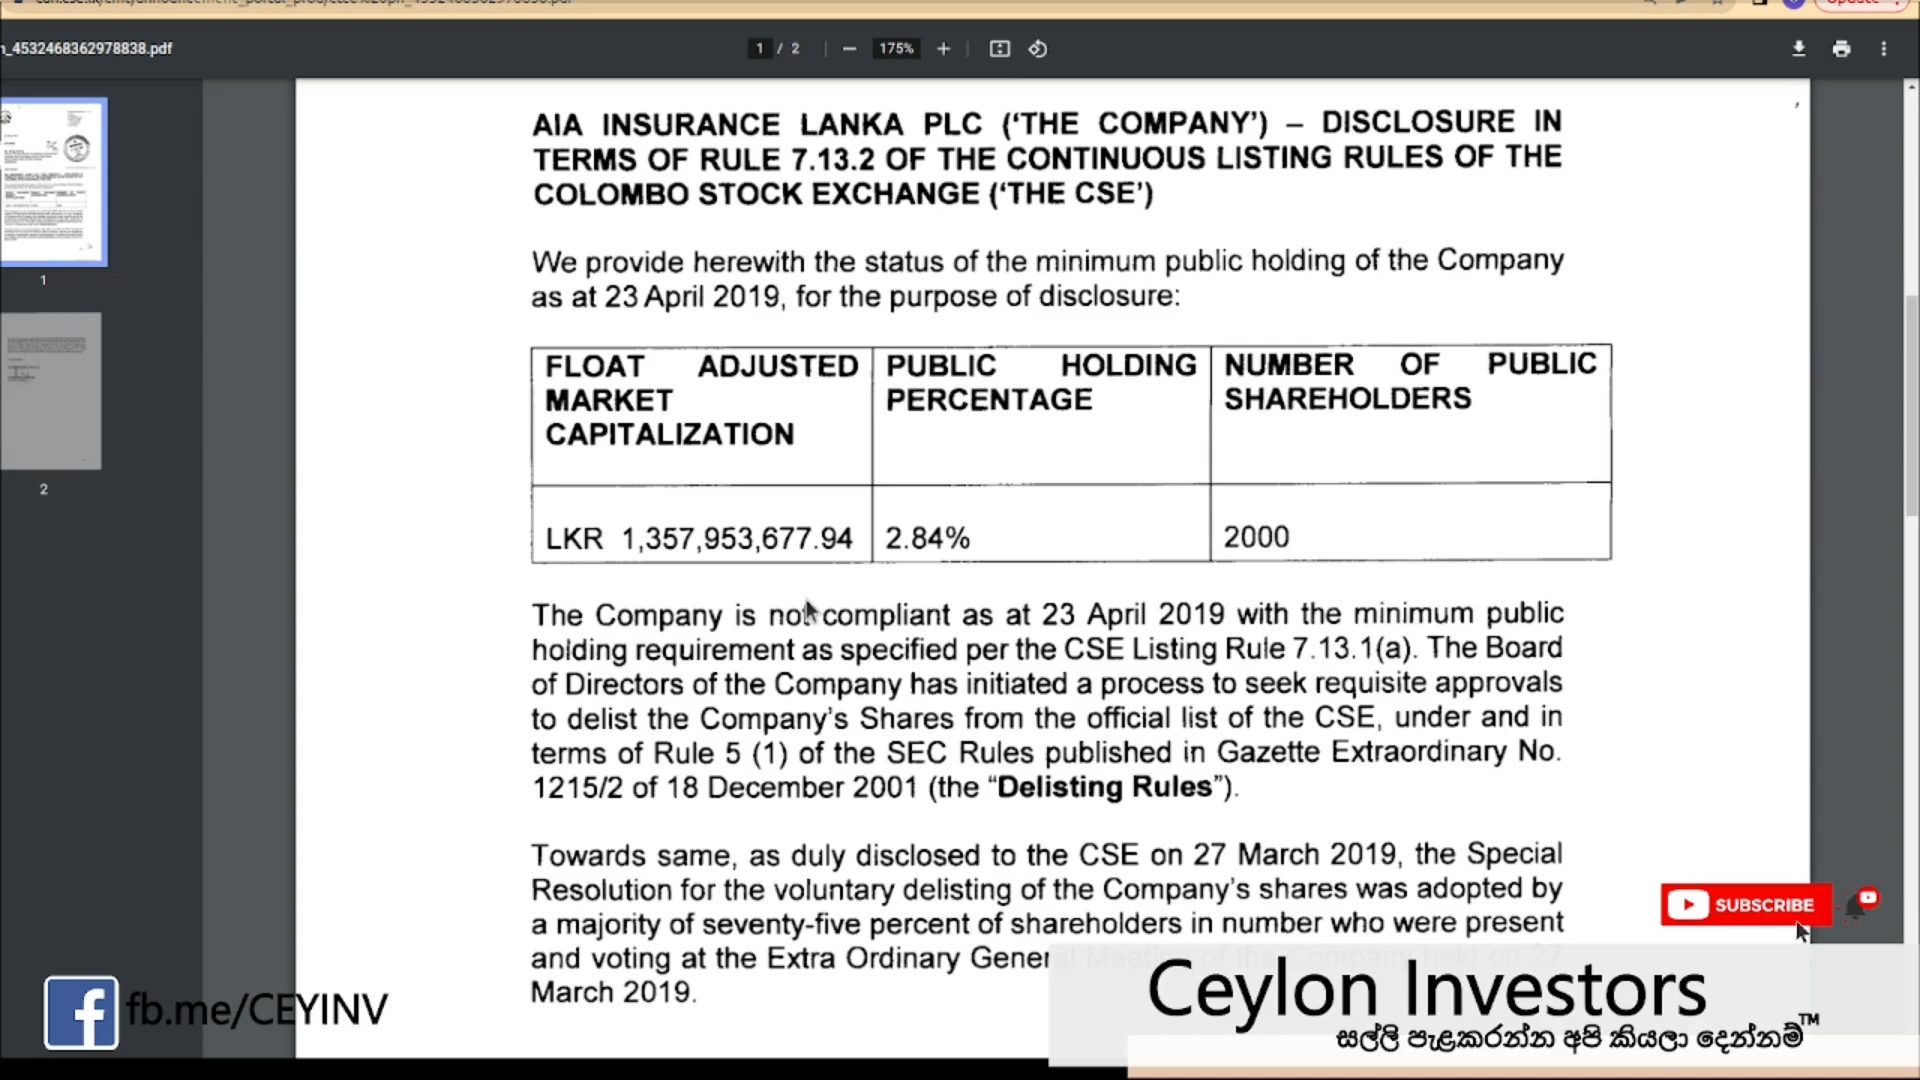 _4532468362978838.pdf
1 / 2
175%
Update
AIA INSURANCE LANKA PLC (‘THE COMPANY’) – DISCLOSURE IN
TERMS OF RULE 7.13.2 OF THE CONTINUOUS LISTING RULES OF THE
COLOMBO STOCK EXCHANGE (‘THE CSE’)
We provide herewith the status of the minimum public holding of the Company
as at 23 April 2019, for the purpose of disclosure:
FLOAT ADJUSTED
MARKET
CAPITALIZATION
PUBLIC HOLDING
PERCENTAGE
NUMBER OF PUBLIC
SHAREHOLDERS
LKR 1,357,953,677.94
2.84%
2000
The Company is not compliant as at 23 April 2019 with the minimum public
holding requirement as specified per the CSE Listing Rule 7.13.1(a). The Board
of Directors of the Company has initiated a process to seek requisite approvals
to delist the Company’s Shares from the official list of the CSE, under and in
terms of Rule 5 (1) of the SEC Rules published in Gazette Extraordinary No.
1215/2 of 18 December 2001 (the “Delisting Rules”).
Towards same, as duly disclosed to the CSE on 27 March 2019, the Special
Resolution for the voluntary delisting of the Company’s shares was adopted by
a majority of seventy-five percent of shareholders in number who were present
and voting at the Extra Ordinary General Meeting of the Company held on 27
March 2019.
1
2
SUBSCRIBE
fb.me/CEYINV
Ceylon Investors
සල්ලි පැළකරන්න අපි කියලා දෙන්නම්™